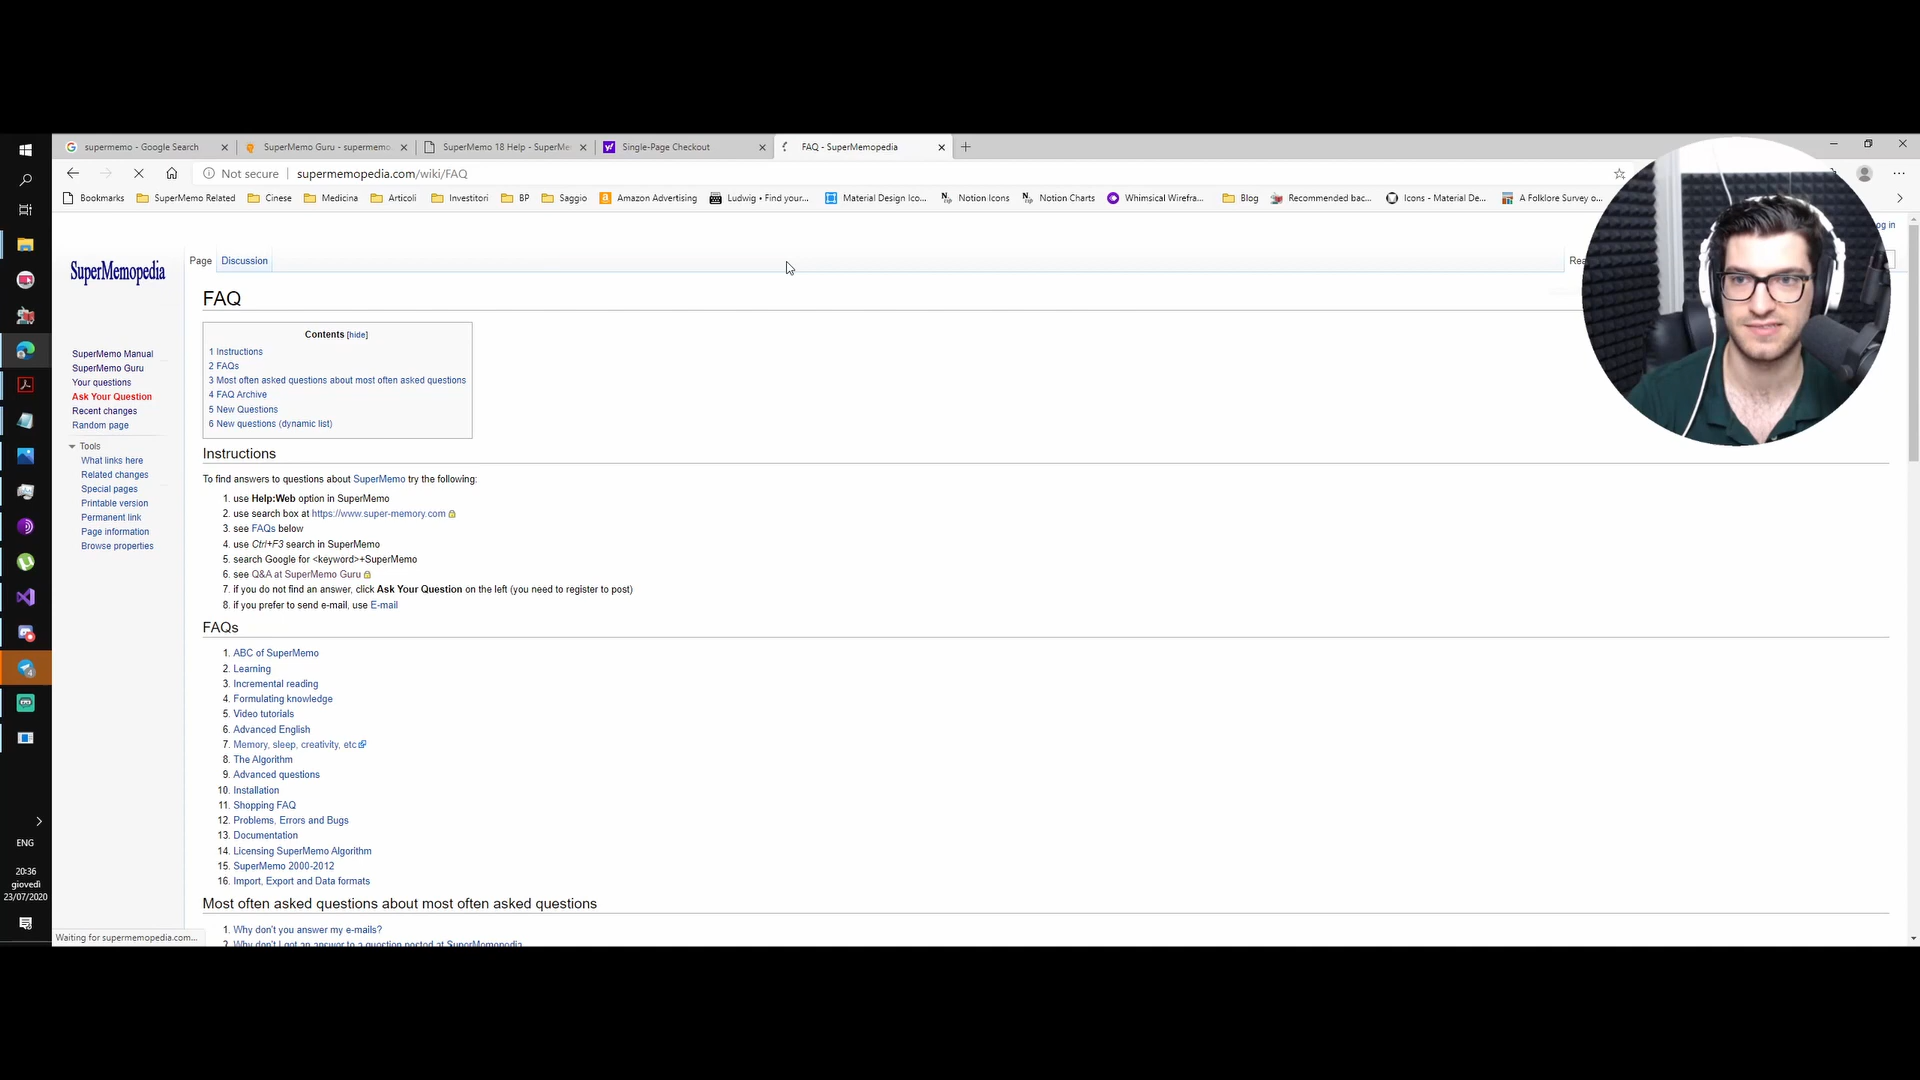 supermemo - Google Search
SuperMemo Guru - supermemo
SuperMemo 18 Help - SuperMe
Single-Page Checkout
FAQ - SuperMemopedia
Not secure
supermemopedia.com/wiki/FAQ
Bookmarks
SuperMemo Related
Cinese
Medicina
Articoli
Investitori
BP
Saggio
Amazon Advertising
Ludwig • Find your...
Material Design Ico...
Notion Icons
Notion Charts
Whimsical Wirefra...
Blog
Recommended bac...
Icons - Material De...
A Folklore Survey o...
og in
SuperMemopedia
Page
Discussion
Rea
SuperMemo Manual
SuperMemo Guru
Your questions
Ask Your Question
Recent changes
Random page
Tools
What links here
Related changes
Special pages
Printable version
Permanent link
Page information
Browse properties
FAQ
Contents [hide]
1 Instructions
2 FAQs
3 Most often asked questions about most often asked questions
4 FAQ Archive
5 New Questions
6 New questions (dynamic list)
Instructions
To find answers to questions about SuperMemo try the following:
1. use Help:Web option in SuperMemo
2. use search box at https://www.super-memory.com
3. see FAQs below
4. use Ctrl+F3 search in SuperMemo
5. search Google for <keyword>+SuperMemo
6. see Q&A at SuperMemo Guru
7. if you do not find an answer, click Ask Your Question on the left (you need to register to post)
8. if you prefer to send e-mail, use E-mail
FAQs
1. ABC of SuperMemo
2. Learning
3. Incremental reading
4. Formulating knowledge
5. Video tutorials
6. Advanced English
7. Memory, sleep, creativity, etc
8. The Algorithm
9. Advanced questions
10. Installation
11. Shopping FAQ
12. Problems, Errors and Bugs
13. Documentation
14. Licensing SuperMemo Algorithm
15. SuperMemo 2000-2012
16. Import, Export and Data formats
Most often asked questions about most often asked questions
1. Why don't you answer my e-mails?
2. Why don't I got an answer to a question posted at SuperMemopedia
Waiting for supermemopedia.com...
ENG
20:36
giovedì
23/07/2020